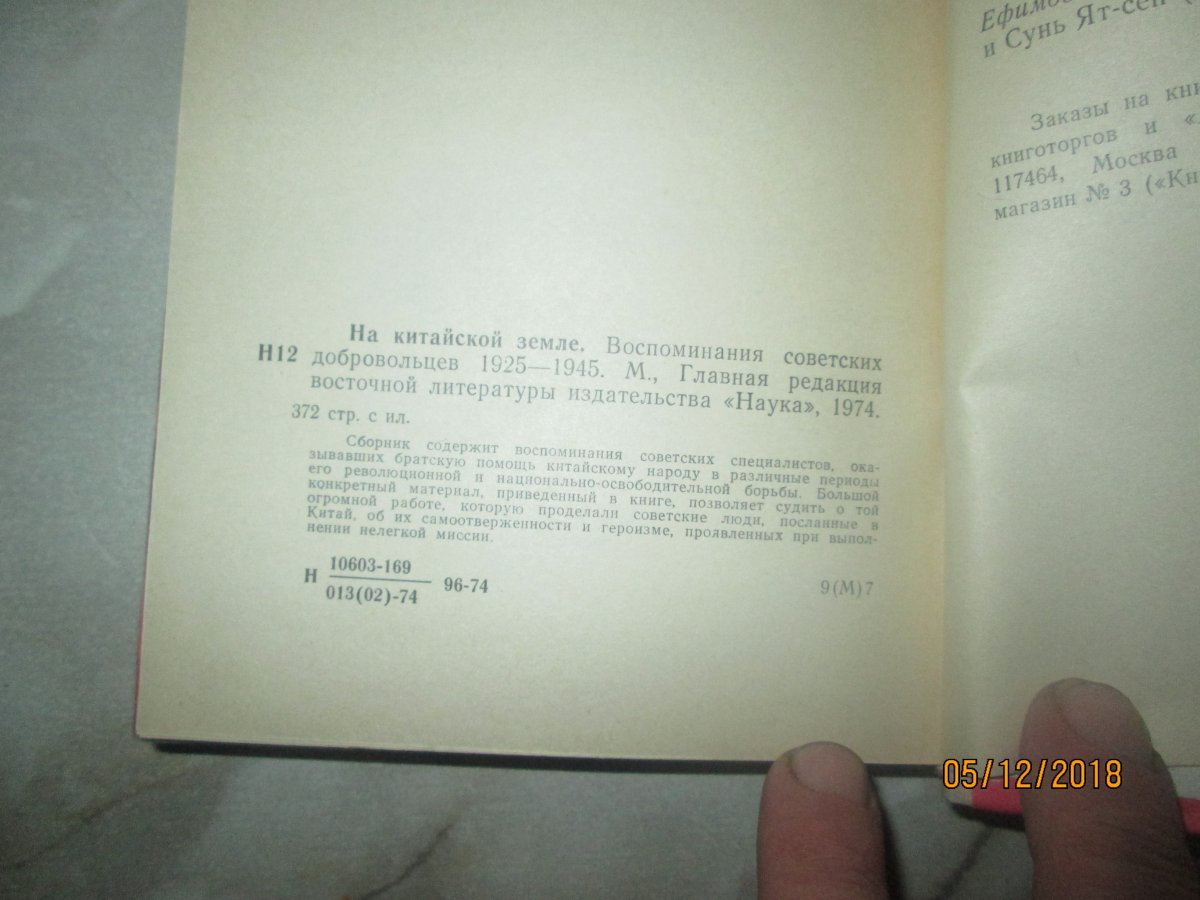 На китайской земле. Воспоминания советских
Н12 добровольцев 1925—1945. М., Главная редакция
восточной литературы издательства «Наука», 1974.
372 стр. с ил.
Сборник содержит воспоминания советских специалистов, ока-
зывавших братскую помощь китайскому народу в различные периоды
его революционной и национально-освободительной борьбы. Большой
конкретный материал, приведенный в книге, позволяет судить о той
огромной работе, которую проделали советские люди, посланные в
Китай, об их самоотверженности и героизме, проявленных при выпол-
нении нелегкой миссии.
Н 10603-169 96-74
013(02)-74
9(М)7
и Сунь Ят-сен
Заказы на
книготоргов и
117464, Москва
магазин № 3
05/12/2018